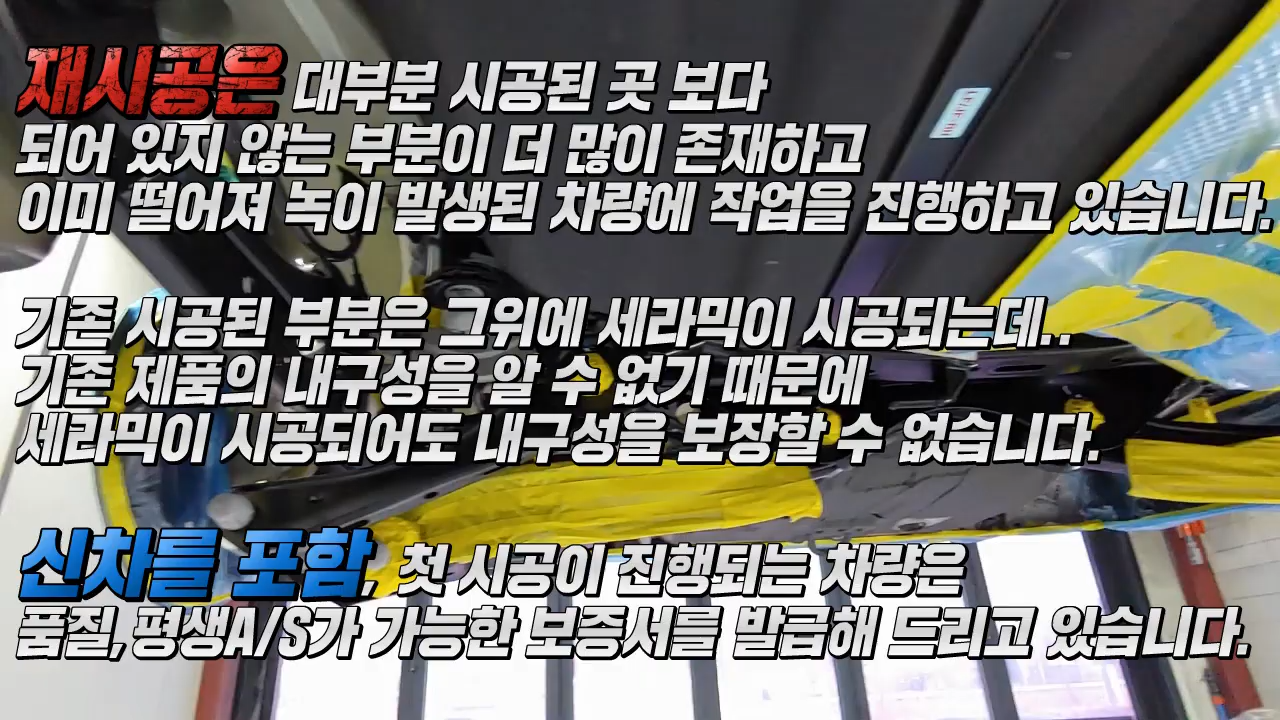 재시공은 대부분 시공된 곳 보다
되어 있지 않는 부분이 더 많이 존재하고
이미 떨어져 녹이 발생된 차량에 작업을 진행하고 있습니다.
기존 시공된 부분은 그위에 세라믹이 시공되는데..
기존 제품의 내구성을 알 수 없기 때문에
세라믹이 시공되어도 내구성을 보장할 수 없습니다.
신차를 포함, 첫 시공이 진행되는 차량은
품질,평생A/S가 가능한 보증서를 발급해 드리고 있습니다.